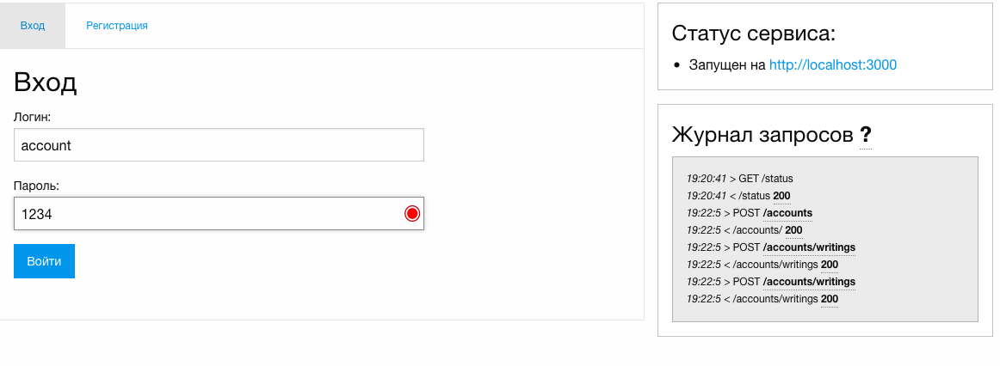 Вход
Регистрация
Вход
Логин:
account
Пароль:
1234
Войти
Статус сервиса:
Запущен на http://localhost:3000
Журнал запросов ?
19:20:41 > GET /status
19:20:41 < /status 200
19:22:5 > POST /accounts
19:22:5 < /accounts/ 200
19:22:5 > POST /accounts/writings
19:22:5 < /accounts/writings 200
19:22:5 > POST /accounts/writings
19:22:5 < /accounts/writings 200